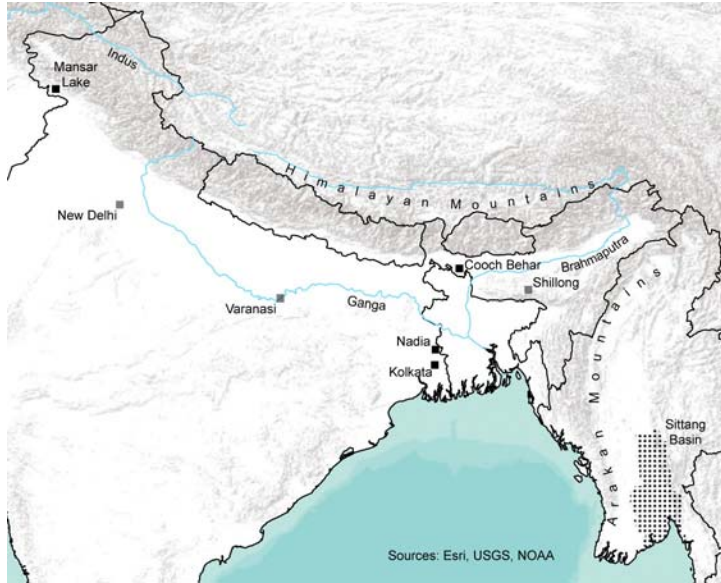 Indus
Mansar
Lake
Himalayan Mountains
New Delhi
Cooch Behar
Brahmaputra
Shillong
Varanasi
Ganga
Arakan Mountains
Nadia
Kolkata
Sittang
Basin
Sources: Esri, USGS, NOAA